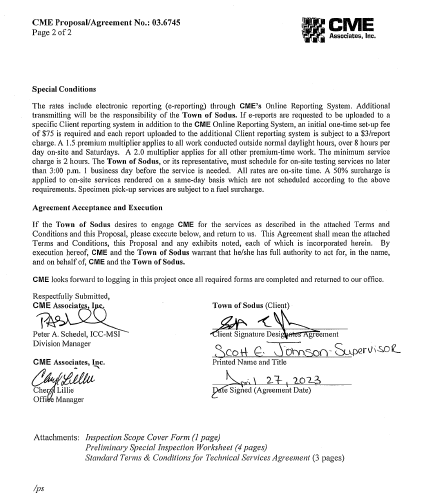 CME Proposal/Agreement No.: 03.6745
Page 2 of 2
CME
Associates, Inc.
Special Conditions
The rates include electronic reporting (e-reporting) through CME's Online Reporting System. Additional
transmitting will be the responsibility of the Town of Sodus. If e-reports are requested to be uploaded to a
specific Client reporting system in addition to the CME Online Reporting System, an initial one-time set-up fee
of $75 is required and each report uploaded to the additional Client reporting system is subject to a $3/report
charge. A 1.5 premium multiplier applies to all work conducted outside normal daylight hours, over 8 hours per
day on-site and Saturdays. A 2.0 multiplier applies for all other premium-time work. The minimum service
charge is 2 hours. The Town of Sodus, or its representative, must schedule for on-site testing services no later
than 3:00 p.m. 1 business day before the service is needed. All rates are on-site time. A 50% surcharge is
applied to on-site services rendered on a same-day basis which are not scheduled according to the above
requirements. Specimen pick-up services are subject to a fuel surcharge.
Agreement Acceptance and Execution
If the Town of Sodus desires to engage CME for the services as described in the attached Terms and
Conditions and this Proposal, please execute below, and return to us. This Agreement shall mean the attached
Terms and Conditions, this Proposal and any exhibits noted, each of which is incorporated herein. By
execution hereof, CME and the Town of Sodus warrant that he/she has full authority to act for, in the name,
and on behalf of, CME and the Town of Sodus.
CME looks forward to logging in this project once all required forms are completed and returned to our office.
Respectfully Submitted,
CME Associates, Inc.
Peter A. Schedel, ICC-MSI
Division Manager
CME Associates, Inc.
Cheryl Lillie
Cheryl Lillie
Office Manager
Town of Sodus (Client)
Client Signature Designates Agreement
Scott E. Johnson-Supervisor
Printed Name and Title
April 27, 2023
Date Signed (Agreement Date)
Attachments: Inspection Scope Cover Form (1 page)
Preliminary Special Inspection Worksheet (4 pages)
Standard Terms & Conditions for Technical Services Agreement (3 pages)
/ps